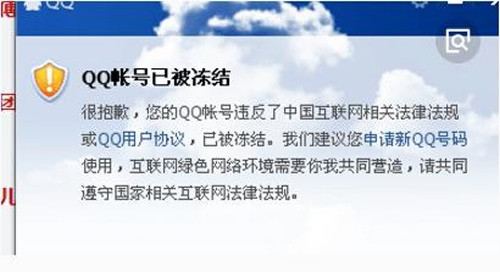 QQ
QQ帐号已被冻结
很抱歉，您的QQ帐号违反了中国互联网相关法律法规
或QQ用户协议，已被冻结。我们建议您申请新QQ号码
使用，互联网绿色网络环境需要你我共同营造，请共同
遵守国家相关互联网法律法规。
团
儿